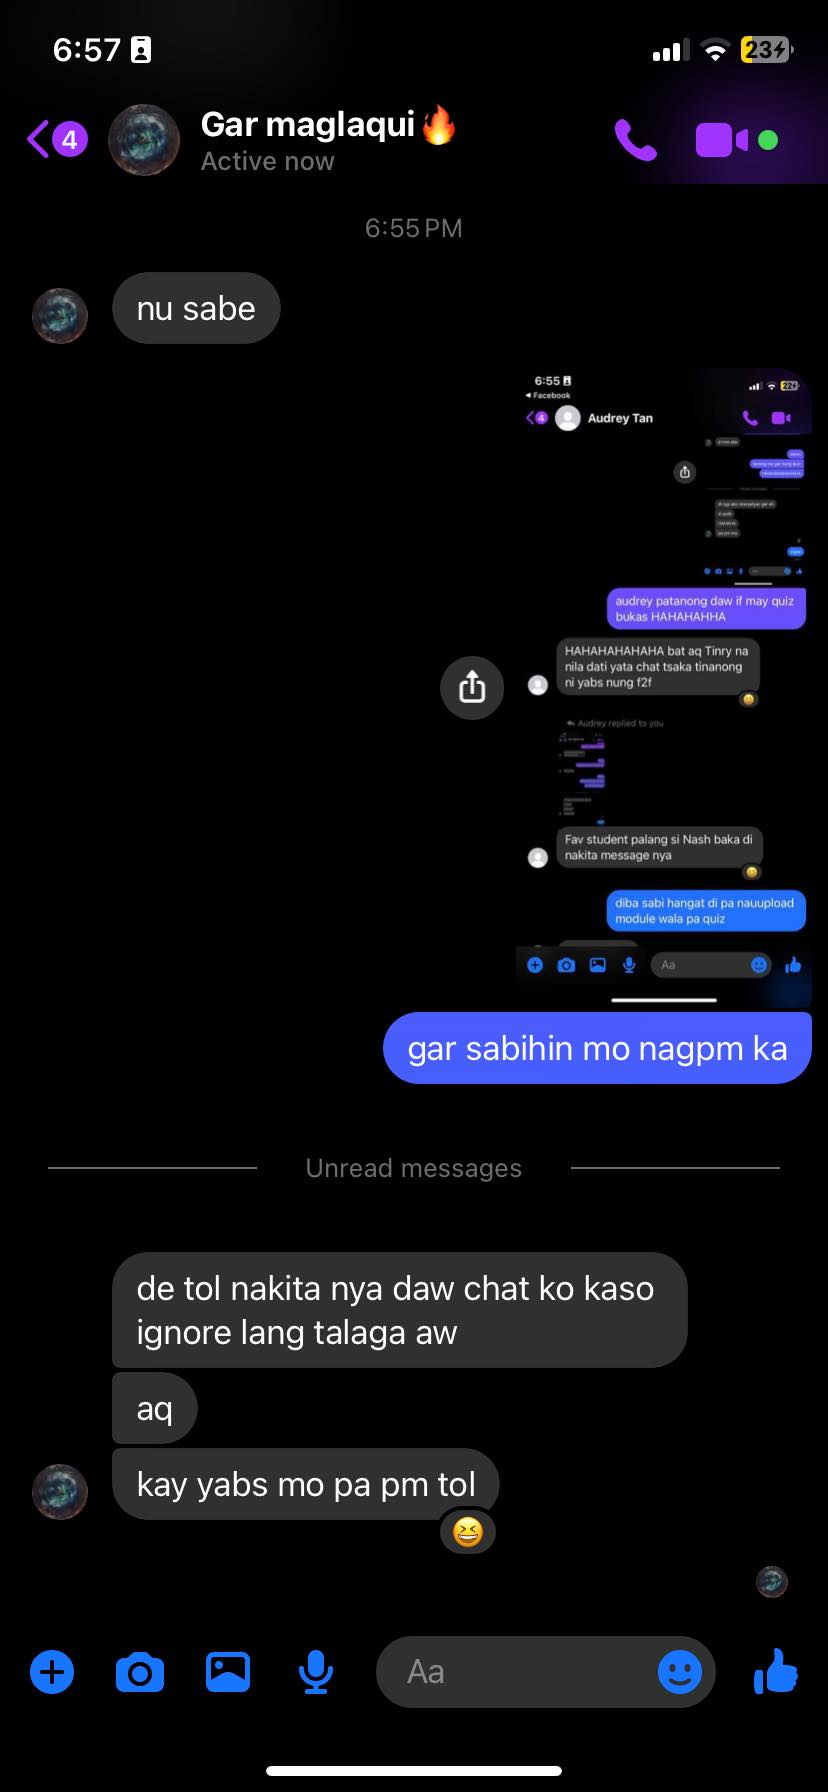 6:57
23
4
Gar maglaqui🔥
Active now
6:55 PM
nu sabe
6:55
22
Facebook
4
Audrey Tan
audrey patanong daw if may quiz
bukas HAHAHAHHA
HAHAHAHAHAHA bat aq Tinry na
nila dati yata chat tsaka tinanong
ni yabs nung f2f
Audrey replied to you
Fav student palang si Nash baka di
nakita message nya
diba sabi hangat di pa nauupload
module wala pa quiz
Aa
gar sabihin mo nagpm ka
Unread messages
de tol nakita nya daw chat ko kaso
ignore lang talaga aw
aq
kay yabs mo pa pm tol
Aa